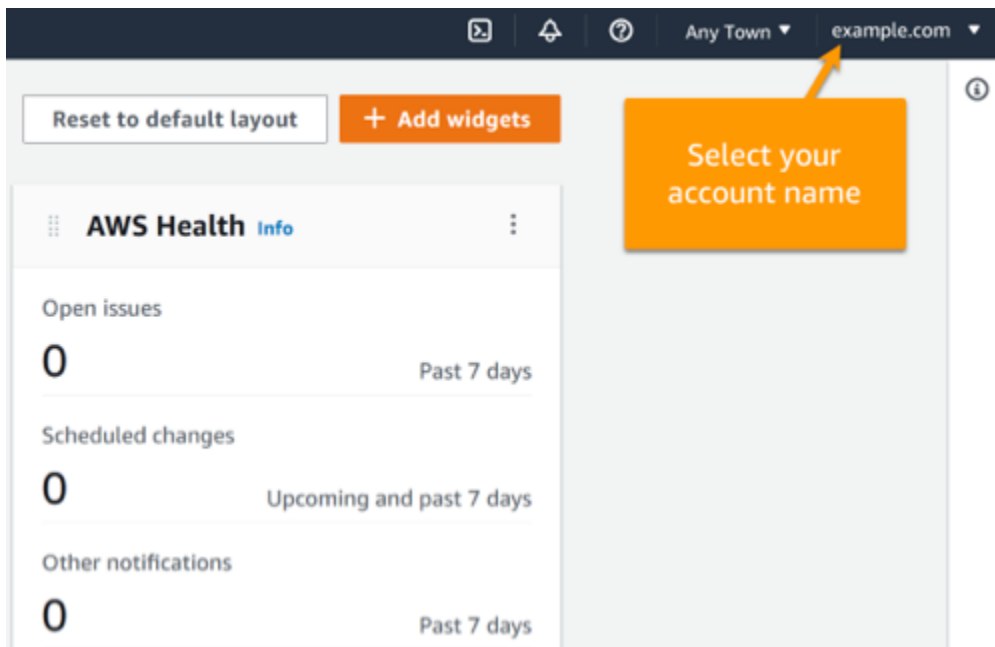 Any Town example.com
Reset to default layout + Add widgets
Select your
account name
AWS Health Info
Open issues
0 Past 7 days
Scheduled changes
0 Upcoming and past 7 days
Other notifications
0 Past 7 days